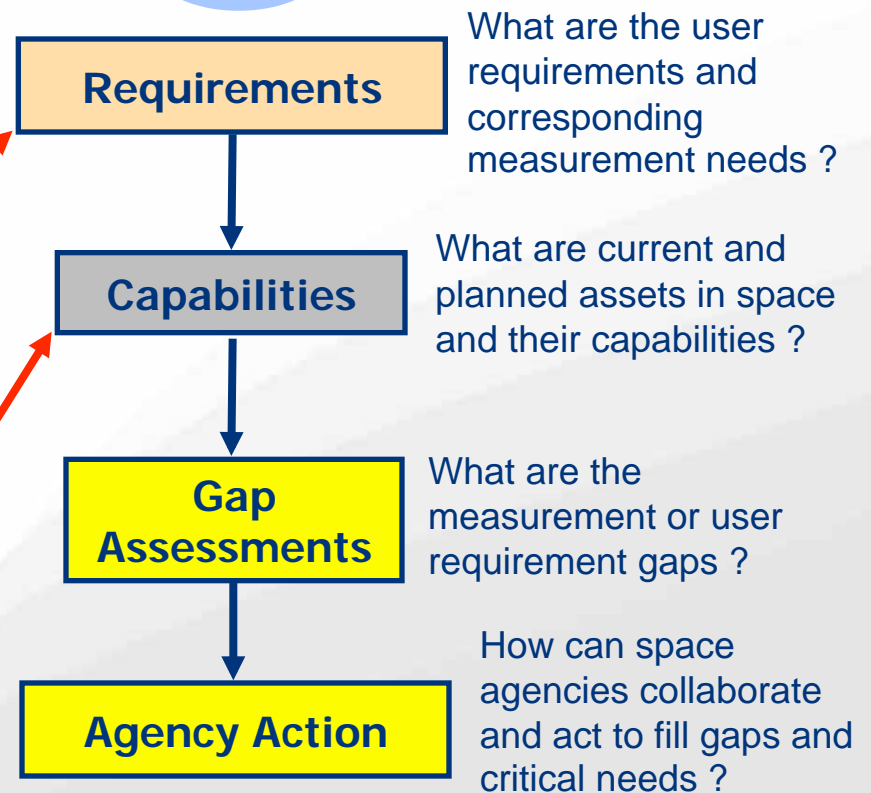 What are the user
requirements and
corresponding
measurement needs ?
Requirements
What are current and
planned assets in space
and their capabilities ?
Capabilities
What are the
measurement or user
requirement gaps ?
Gap
Assessments
How can space
agencies collaborate
and act to fill gaps and
critical needs ?
Agency Action